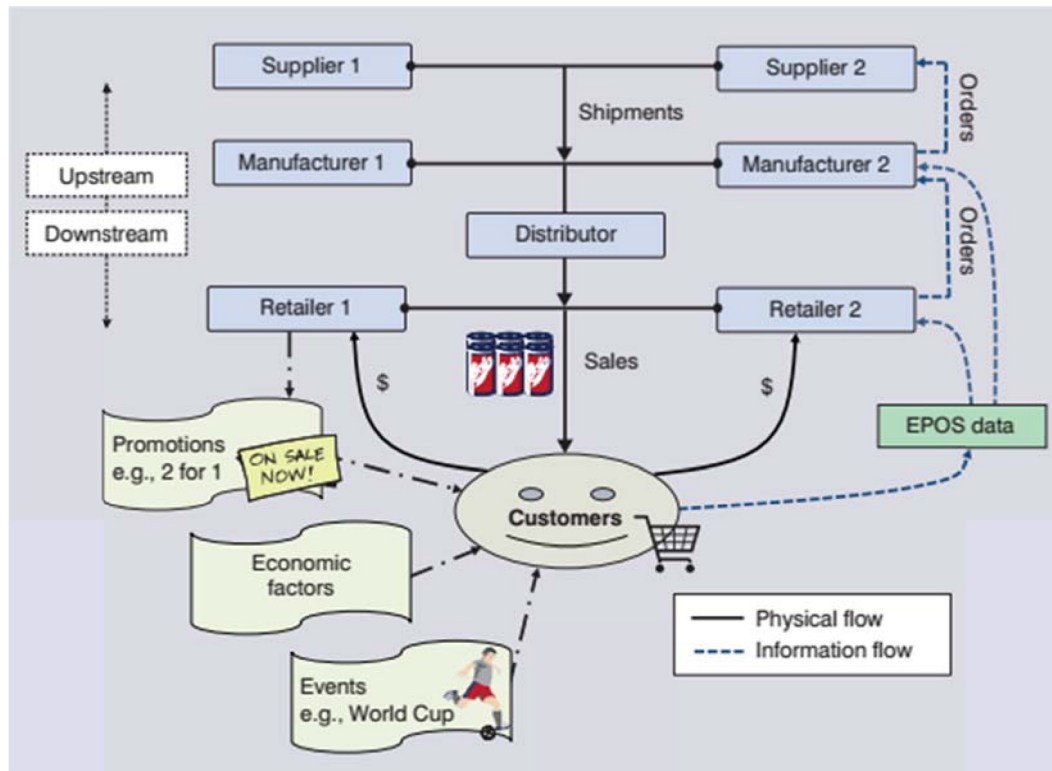 Supplier 1
Supplier 2
Orders
Shipments
Manufacturer 1
Manufacturer 2
Upstream
Downstream
Distributor
Orders
Retailer 1
Retailer 2
$
Sales
$
EPOS data
Promotions
e.g., 2 for 1
ON SALE
NOW!
Customers
Economic
factors
Physical flow
Information flow
Events
e.g., World Cup